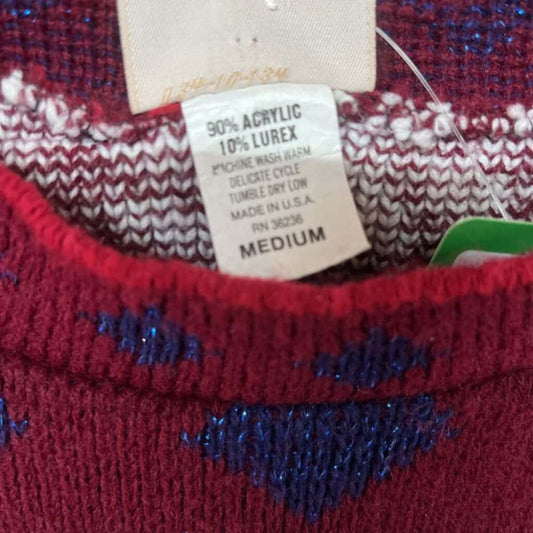 90% ACRYLIC
10% LUREX
MACHINE WASH WARM
DELICATE CYCLE
TUMBLE DRY LOW
MADE IN U.S.A.
RN 36236
MEDIUM